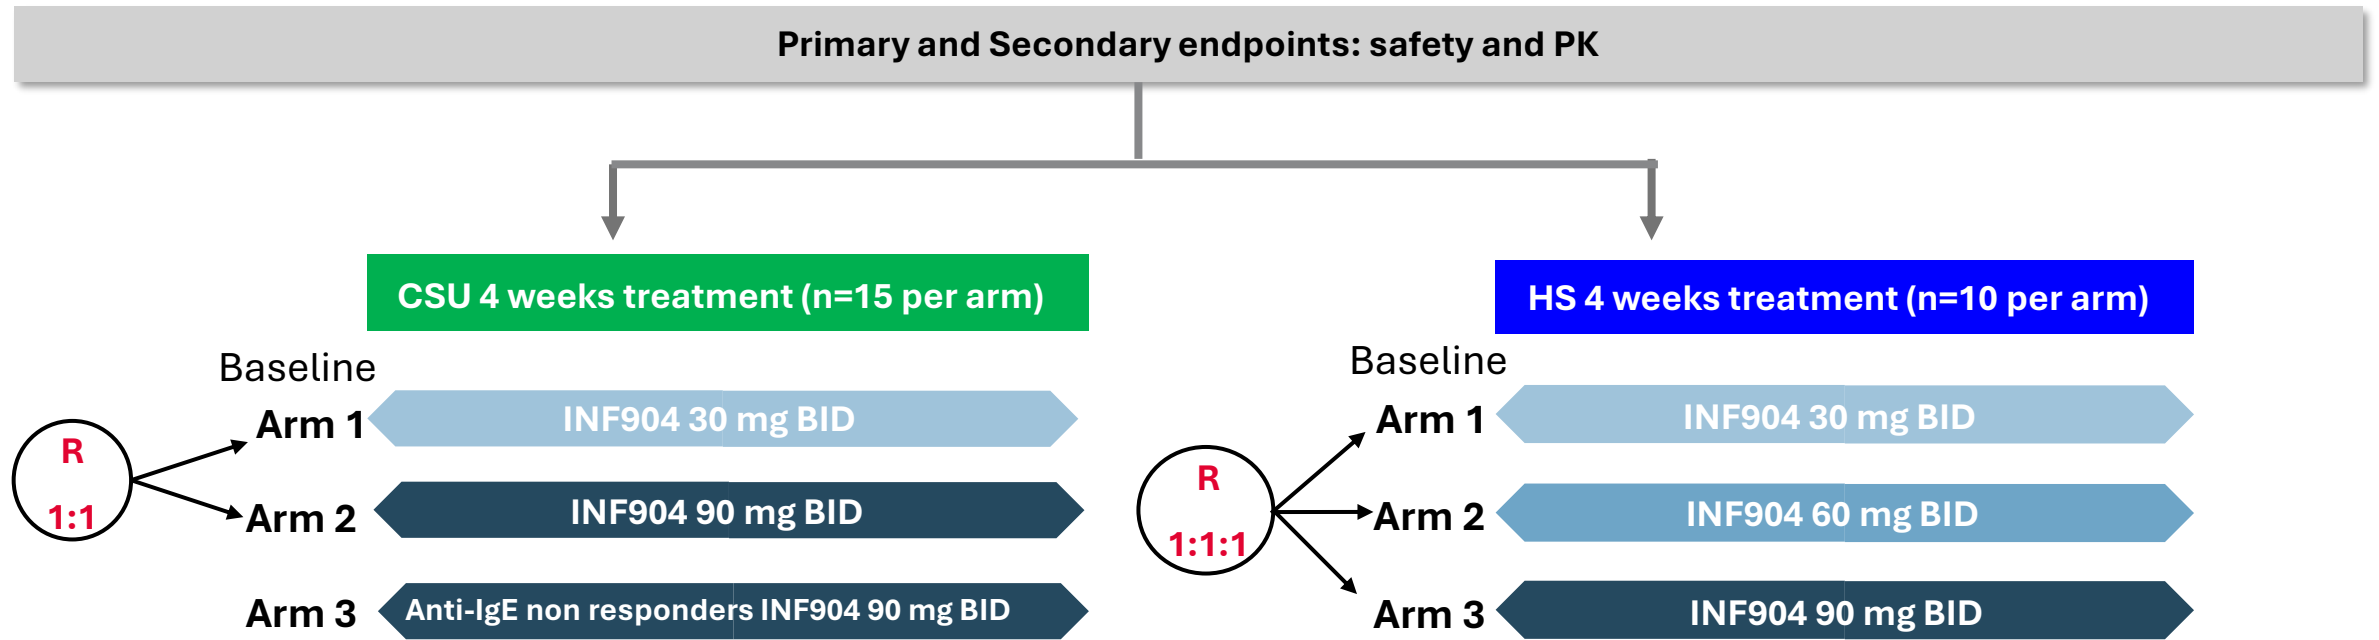 Primary and Secondary endpoints: safety and PK
CSU 4 weeks treatment (n=15 per arm)
Baseline
R
1:1
Arm 1
INF904 30 mg BID
Arm 2
INF904 90 mg BID
Arm 3
Anti-IgE non responders INF904 90 mg BID
HS 4 weeks treatment (n=10 per arm)
Baseline
R
1:1:1
Arm 1
INF904 30 mg BID
Arm 2
INF904 60 mg BID
Arm 3
INF904 90 mg BID